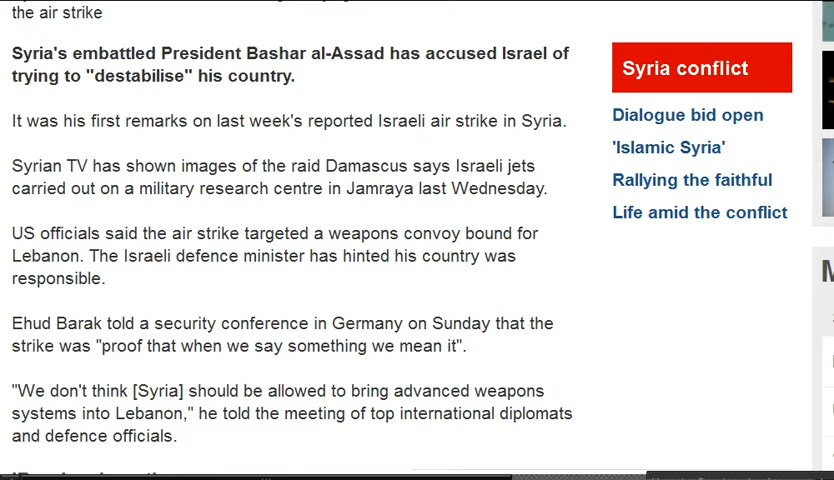 the air strike
Syria's embattled President Bashar al-Assad has accused Israel of
trying to "destabilise" his country.
It was his first remarks on last week's reported Israeli air strike in Syria.
Syrian TV has shown images of the raid Damascus says Israeli jets
carried out on a military research centre in Jamraya last Wednesday.
US officials said the air strike targeted a weapons convoy bound for
Lebanon. The Israeli defence minister has hinted his country was
responsible.
Ehud Barak told a security conference in Germany on Sunday that the
strike was "proof that when we say something we mean it".
"We don't think [Syria] should be allowed to bring advanced weapons
systems into Lebanon," he told the meeting of top international diplomats
and defence officials.
Syria conflict
Dialogue bid open
'Islamic Syria'
Rallying the faithful
Life amid the conflict